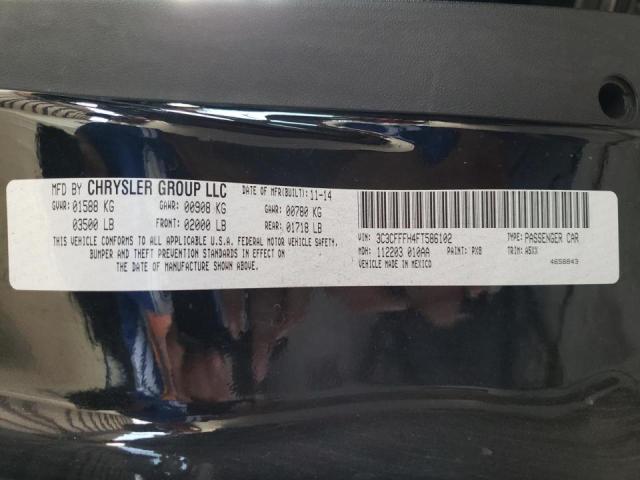 MFD BY CHRYSLER GROUP LLC DATE OF MFR(BUILT): 11-14
GVWR: 01588 KG GAWR: 00908 KG GAWR: 00780 KG
03500 LB FRONT: 02000 LB REAR: 01718 LB
THIS VEHICLE CONFORMS TO ALL APPLICABLE U.S.A. FEDERAL MOTOR VEHICLE SAFETY,
BUMPER AND THEFT PREVENTION STANDARDS IN EFFECT ON
THE DATE OF MANUFACTURE SHOWN ABOVE.
VIN: 3C3CFFFH4FT586102 TYPE: PASSENGER CAR
MDH: 112203 010AA PAINT: PXB TRIM: A5XX
VEHICLE MADE IN MEXICO 4658843